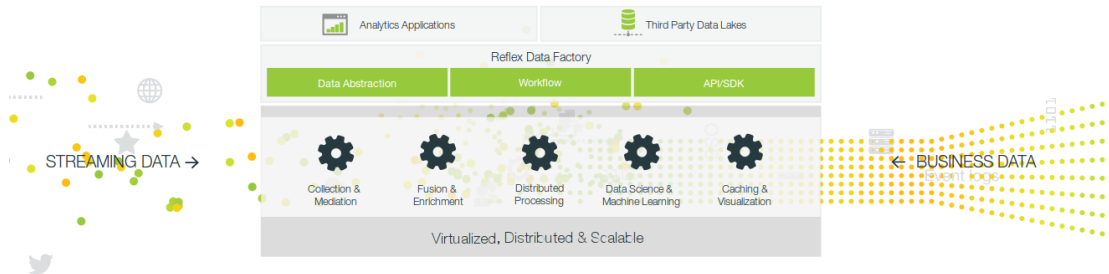 Analytics Applications
Third Party Data Lakes
Reflex Data Factory
Data Abstraction
Workflow
API/SDK
1101
STREAMING DATA →
← BUSINESS DATA
Event logs
Collection &
Mediation
Fusion &
Enrichment
Distributed
Processing
Data Science &
Machine Learning
Caching &
Visualization
Virtualized, Distributed & Scalable